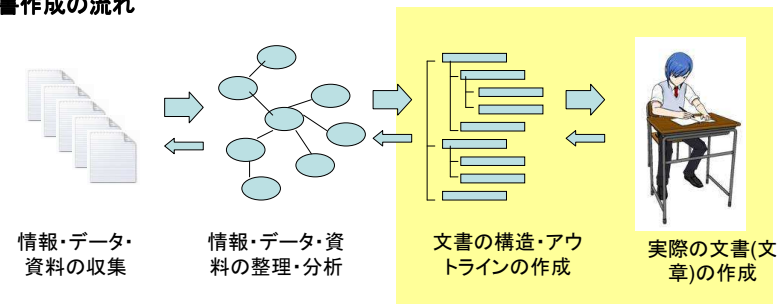 書作成の流れ
情報・データ・
資料の収集
情報・データ・資
料の整理・分析
文書の構造・アウ
トラインの作成
実際の文書(文
章)の作成